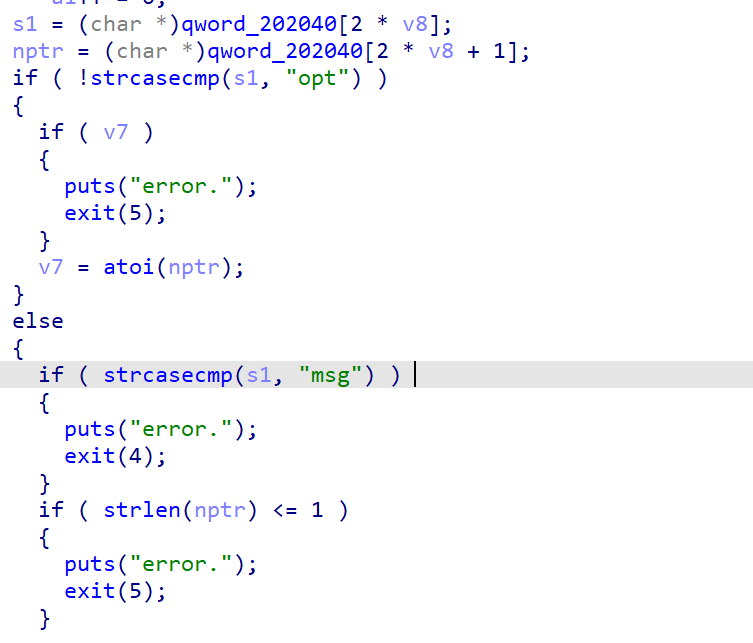 s1 = (char *)qword_202040[2 * v8];
nptr = (char *)qword_202040[2 * v8 + 1];
if ( !strcasecmp(s1, "opt") )
{
if ( v7 )
{
puts("error.");
exit(5);
}
v7 = atoi(nptr);
}
else
{
if ( strcasecmp(s1, "msg") )
{
puts("error.");
exit(4);
}
if ( strlen(nptr) <= 1 )
{
puts("error.");
exit(5);
}